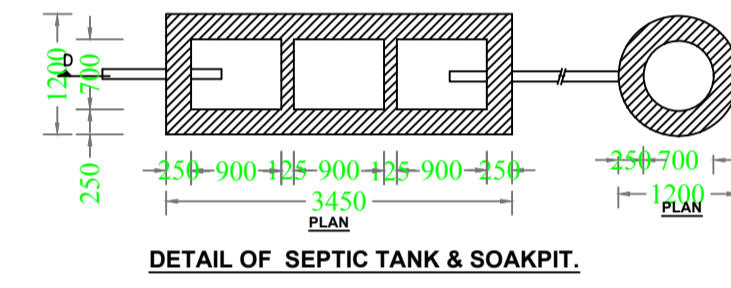 1200
D
700
250
250 900 125 900 125 900 250
3450
PLAN
250 700
1200
PLAN
DETAIL OF SEPTIC TANK & SOAKPIT.